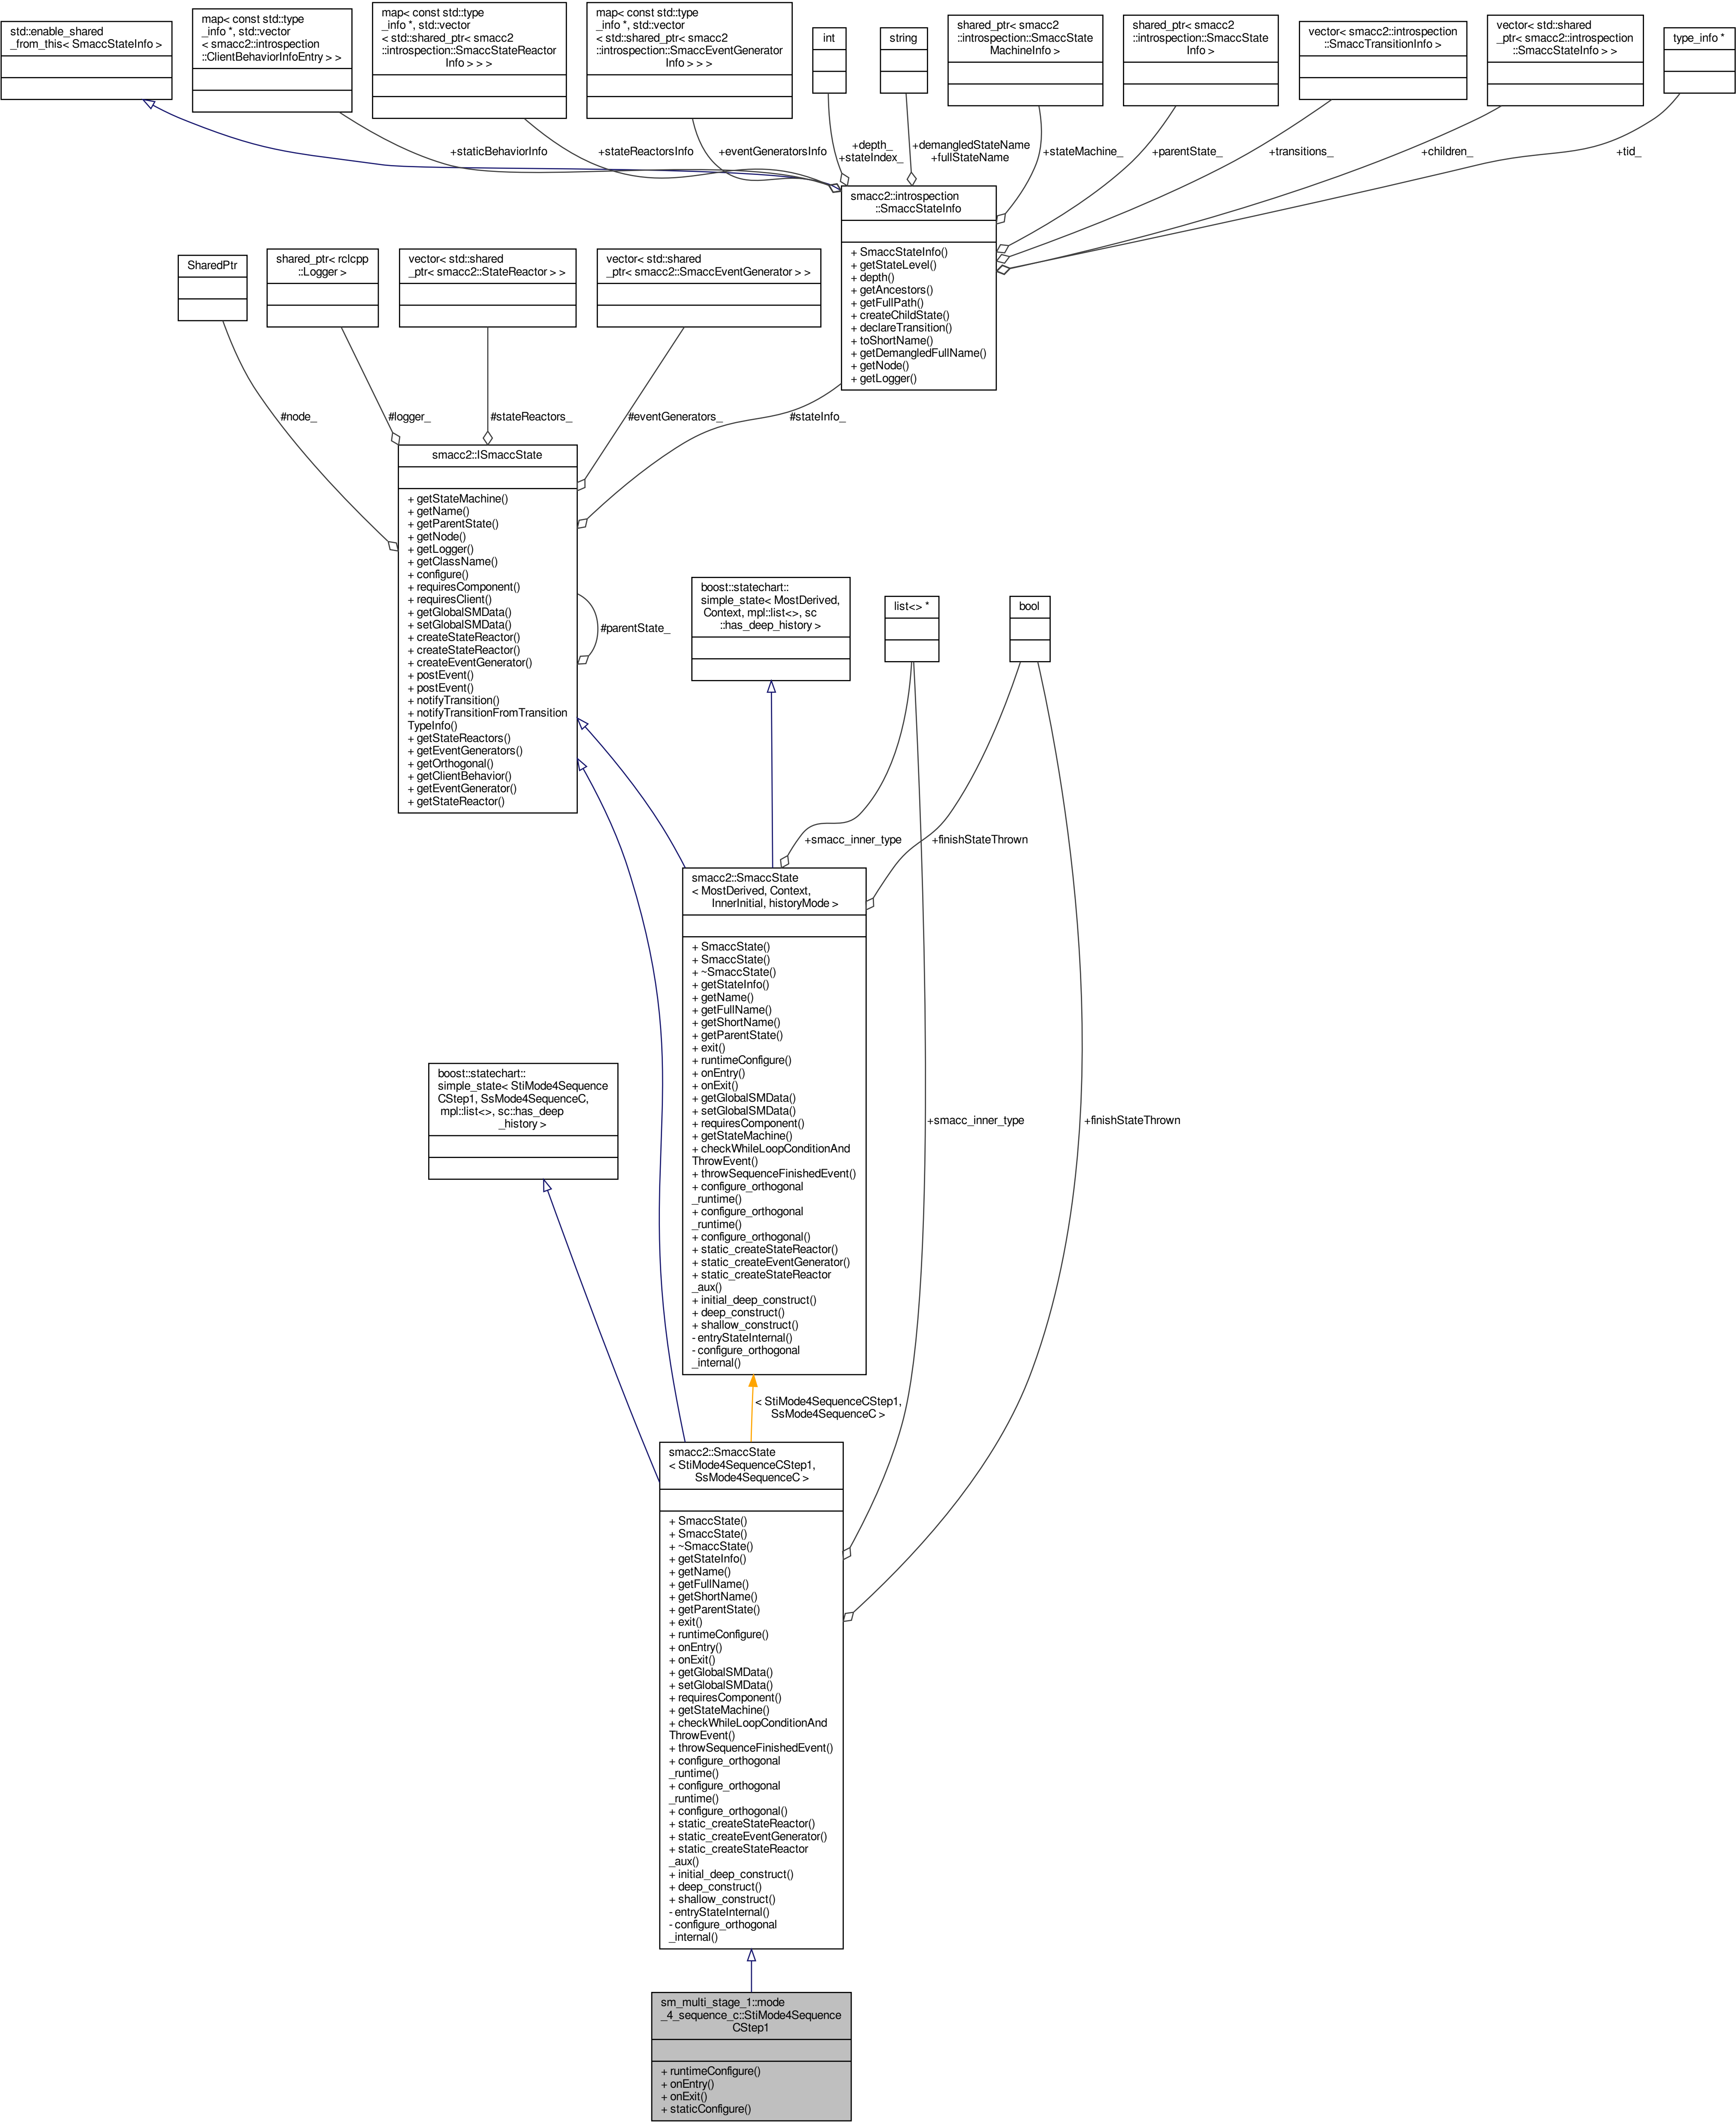 std::enable_shared
_from_this< SmaccStateInfo >
map< const std::type
_info *, std::vector
< smacc2::introspection
::ClientBehaviorInfoEntry > >
map< const std::type
_info *, std::vector
< std::shared_ptr< smacc2
::introspection::SmaccStateReactor
Info > > >
map< const std::type
_info *, std::vector
< std::shared_ptr< smacc2
::introspection::SmaccEventGenerator
Info > > >
int
string
shared_ptr< smacc2
::introspection::SmaccState
MachineInfo >
shared_ptr< smacc2
::introspection::SmaccState
Info >
vector< smacc2::introspection
::SmaccTransitionInfo >
vector< std::shared
_ptr< smacc2::introspection
::SmaccStateInfo > >
type_info *
+staticBehaviorInfo
+stateReactorsInfo
+eventGeneratorsInfo
+depth_
+stateIndex_
+demangledStateName
+fullStateName
+stateMachine_
+parentState_
+transitions_
+children_
+tid_
smacc2::introspection
::SmaccStateInfo
+ SmaccStateInfo()
+ getStateLevel()
+ depth()
+ getAncestors()
+ getFullPath()
+ createChildState()
+ declareTransition()
+ toShortName()
+ getDemangledFullName()
+ getNode()
+ getLogger()
SharedPtr
shared_ptr< rclcpp
::Logger >
vector< std::shared
_ptr< smacc2::StateReactor > >
vector< std::shared
_ptr< smacc2::SmaccEventGenerator > >
#node_
#logger_
#stateReactors_
#eventGenerators_
#stateInfo_
smacc2::ISmaccState
+ getStateMachine()
+ getName()
+ getParentState()
+ getNode()
+ getLogger()
+ getClassName()
+ configure()
+ requiresComponent()
+ requiresClient()
+ getGlobalSMData()
+ setGlobalSMData()
+ createStateReactor()
+ createStateReactor()
+ createEventGenerator()
+ postEvent()
+ postEvent()
+ notifyTransition()
+ notifyTransitionFromTransition
TypeInfo()
+ getStateReactors()
+ getEventGenerators()
+ getOrthogonal()
+ getClientBehavior()
+ getEventGenerator()
+ getStateReactor()
#parentState_
boost::statechart::
simple_state< MostDerived,
Context, mpl::list<>, sc
::has_deep_history >
list<> *
bool
+smacc_inner_type
+finishStateThrown
smacc2::SmaccState
< MostDerived, Context,
InnerInitial, historyMode >
+ SmaccState()
+ SmaccState()
+ ~SmaccState()
+ getStateInfo()
+ getName()
+ getFullName()
+ getShortName()
+ getParentState()
+ exit()
+ runtimeConfigure()
+ onEntry()
+ onExit()
+ getGlobalSMData()
+ setGlobalSMData()
+ requiresComponent()
+ getStateMachine()
+ checkWhileLoopConditionAnd
ThrowEvent()
+ throwSequenceFinishedEvent()
+ configure_orthogonal
_runtime()
+ configure_orthogonal
_runtime()
+ configure_orthogonal()
+ static_createStateReactor()
+ static_createEventGenerator()
+ static_createStateReactor
_aux()
+ initial_deep_construct()
+ deep_construct()
+ shallow_construct()
- entryStateInternal()
- configure_orthogonal
_internal()
boost::statechart::
simple_state< StiMode4Sequence
CStep1, SsMode4SequenceC,
mpl::list<>, sc::has_deep
_history >
+smacc_inner_type
+finishStateThrown
< StiMode4SequenceCStep1,
SsMode4SequenceC >
smacc2::SmaccState
< StiMode4SequenceCStep1,
SsMode4SequenceC >
+ SmaccState()
+ SmaccState()
+ ~SmaccState()
+ getStateInfo()
+ getName()
+ getFullName()
+ getShortName()
+ getParentState()
+ exit()
+ runtimeConfigure()
+ onEntry()
+ onExit()
+ getGlobalSMData()
+ setGlobalSMData()
+ requiresComponent()
+ getStateMachine()
+ checkWhileLoopConditionAnd
ThrowEvent()
+ throwSequenceFinishedEvent()
+ configure_orthogonal
_runtime()
+ configure_orthogonal
_runtime()
+ configure_orthogonal()
+ static_createStateReactor()
+ static_createEventGenerator()
+ static_createStateReactor
_aux()
+ initial_deep_construct()
+ deep_construct()
+ shallow_construct()
- entryStateInternal()
- configure_orthogonal
_internal()
sm_multi_stage_1::mode
_4_sequence_c::StiMode4Sequence
CStep1
+ runtimeConfigure()
+ onEntry()
+ onExit()
+ staticConfigure()